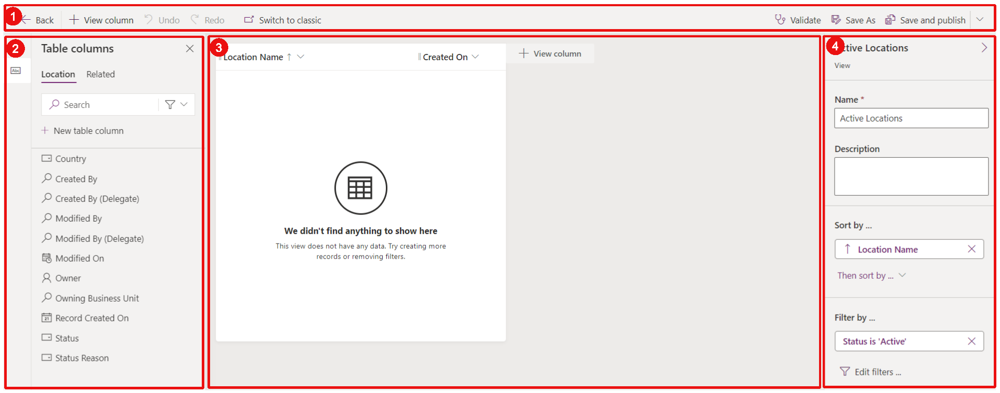 1
Back
View column
Undo
Redo
Switch to classic
Validate
Save As
Save and publish
2
Table columns
Abc
Location
Related
Search
New table column
Country
Created By
Created By (Delegate)
Modified By
Modified By (Delegate)
Modified On
Owner
Owning Business Unit
21
Record Created On
Status
Status Reason
3
Location Name
Created On
View column
We didn't find anything to show here
This view does not have any data. Try creating more
records or removing filters.
4
ctive Locations
View
Name *
Active Locations
Description
Sort by ...
Location Name
Then sort by ...
Filter by ...
Status is 'Active'
Edit filters ...